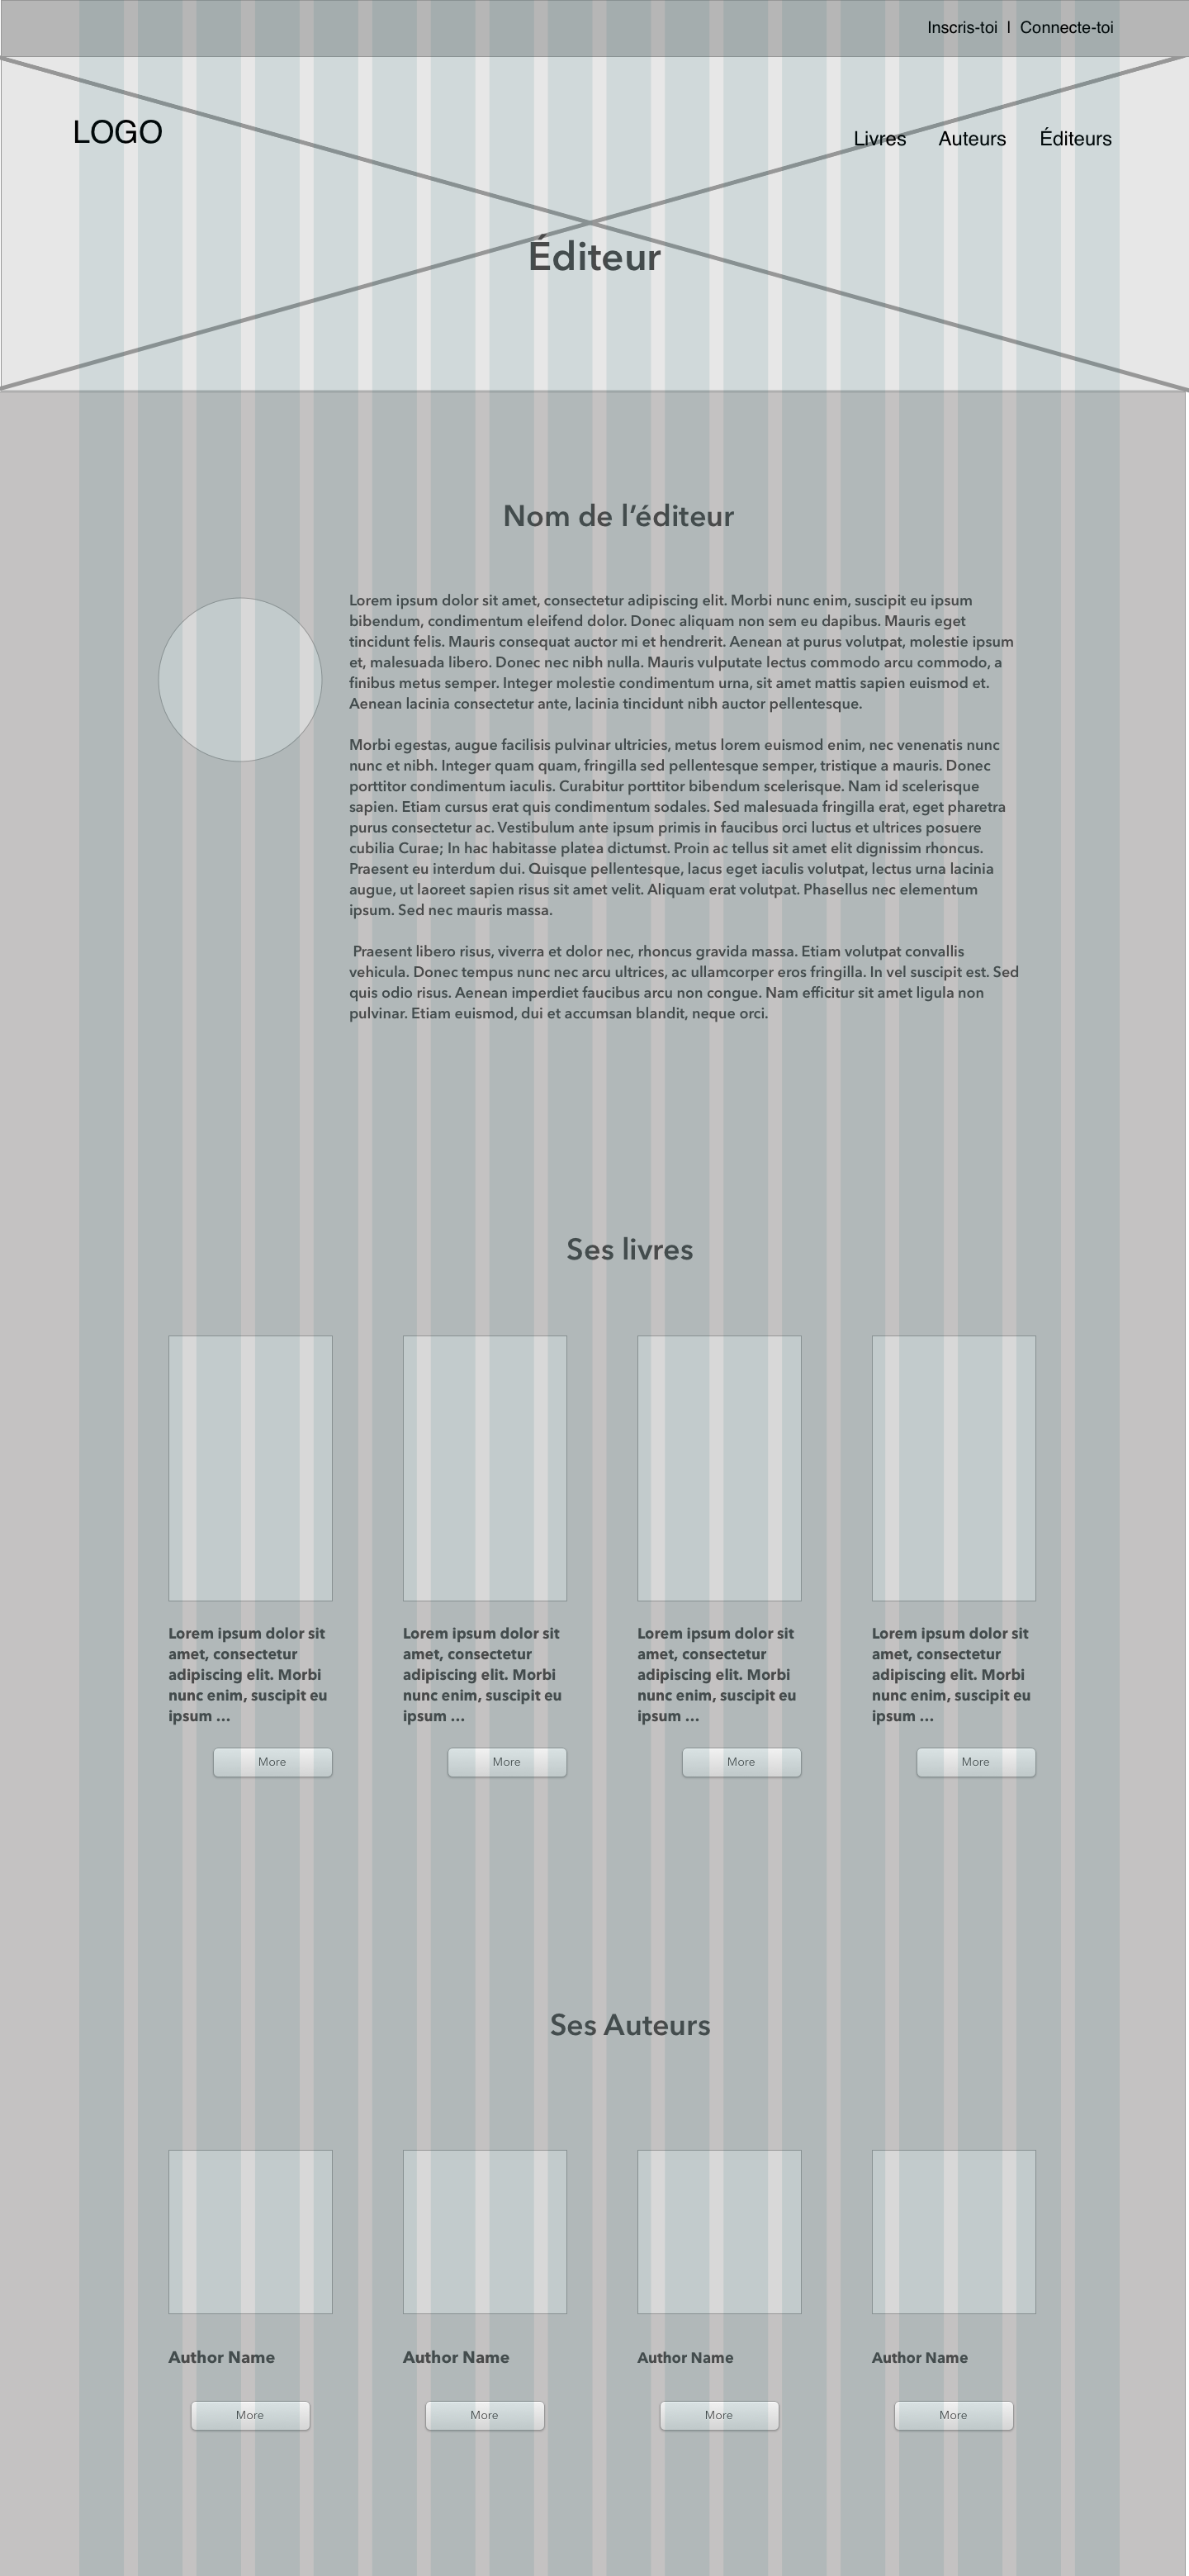 Inscris-toi | Connecte-toi
LOGO
Livres Auteurs Éditeurs
Éditeur
Nom de l’éditeur
Lorem ipsum dolor sit amet, consectetur adipiscing elit. Morbi nunc enim, suscipit eu ipsum
bibendum, condimentum eleifend dolor. Donec aliquam non sem eu dapibus. Mauris eget
tincidunt felis. Mauris consequat auctor mi et hendrerit. Aenean at purus volutpat, molestie ipsum
et, malesuada libero. Donec nec nibh nulla. Mauris vulputate lectus commodo arcu commodo, a
finibus metus semper. Integer molestie condimentum urna, sit amet mattis sapien euismod et.
Aenean lacinia consectetur ante, lacinia tincidunt nibh auctor pellentesque.
Morbi egestas, augue facilisis pulvinar ultricies, metus lorem euismod enim, nec venenatis nunc
nunc et nibh. Integer quam quam, fringilla sed pellentesque semper, tristique a mauris. Donec
porttitor condimentum iaculis. Curabitur porttitor bibendum scelerisque. Nam id scelerisque
sapien. Etiam cursus erat quis condimentum sodales. Sed malesuada fringilla erat, eget pharetra
purus consectetur ac. Vestibulum ante ipsum primis in faucibus orci luctus et ultrices posuere
cubilia Curae; In hac habitasse platea dictumst. Proin ac tellus sit amet elit dignissim rhoncus.
Praesent eu interdum dui. Quisque pellentesque, lacus eget iaculis volutpat, lectus urna lacinia
augue, ut laoreet sapien risus sit amet velit. Aliquam erat volutpat. Phasellus nec elementum
ipsum. Sed nec mauris massa.
Praesent libero risus, viverra et dolor nec, rhoncus gravida massa. Etiam volutpat convallis
vehicula. Donec tempus nunc nec arcu ultrices, ac ullamcorper eros fringilla. In vel suscipit est. Sed
quis odio risus. Aenean imperdiet faucibus arcu non congue. Nam efficitur sit amet ligula non
pulvinar. Etiam euismod, dui et accumsan blandit, neque orci.
Ses livres
Lorem ipsum dolor sit
amet, consectetur
adipiscing elit. Morbi
nunc enim, suscipit eu
ipsum ...
More
Lorem ipsum dolor sit
amet, consectetur
adipiscing elit. Morbi
nunc enim, suscipit eu
ipsum ...
More
Lorem ipsum dolor sit
amet, consectetur
adipiscing elit. Morbi
nunc enim, suscipit eu
ipsum ...
More
Lorem ipsum dolor sit
amet, consectetur
adipiscing elit. Morbi
nunc enim, suscipit eu
ipsum ...
More
Ses Auteurs
Author Name
More
Author Name
More
Author Name
More
Author Name
More